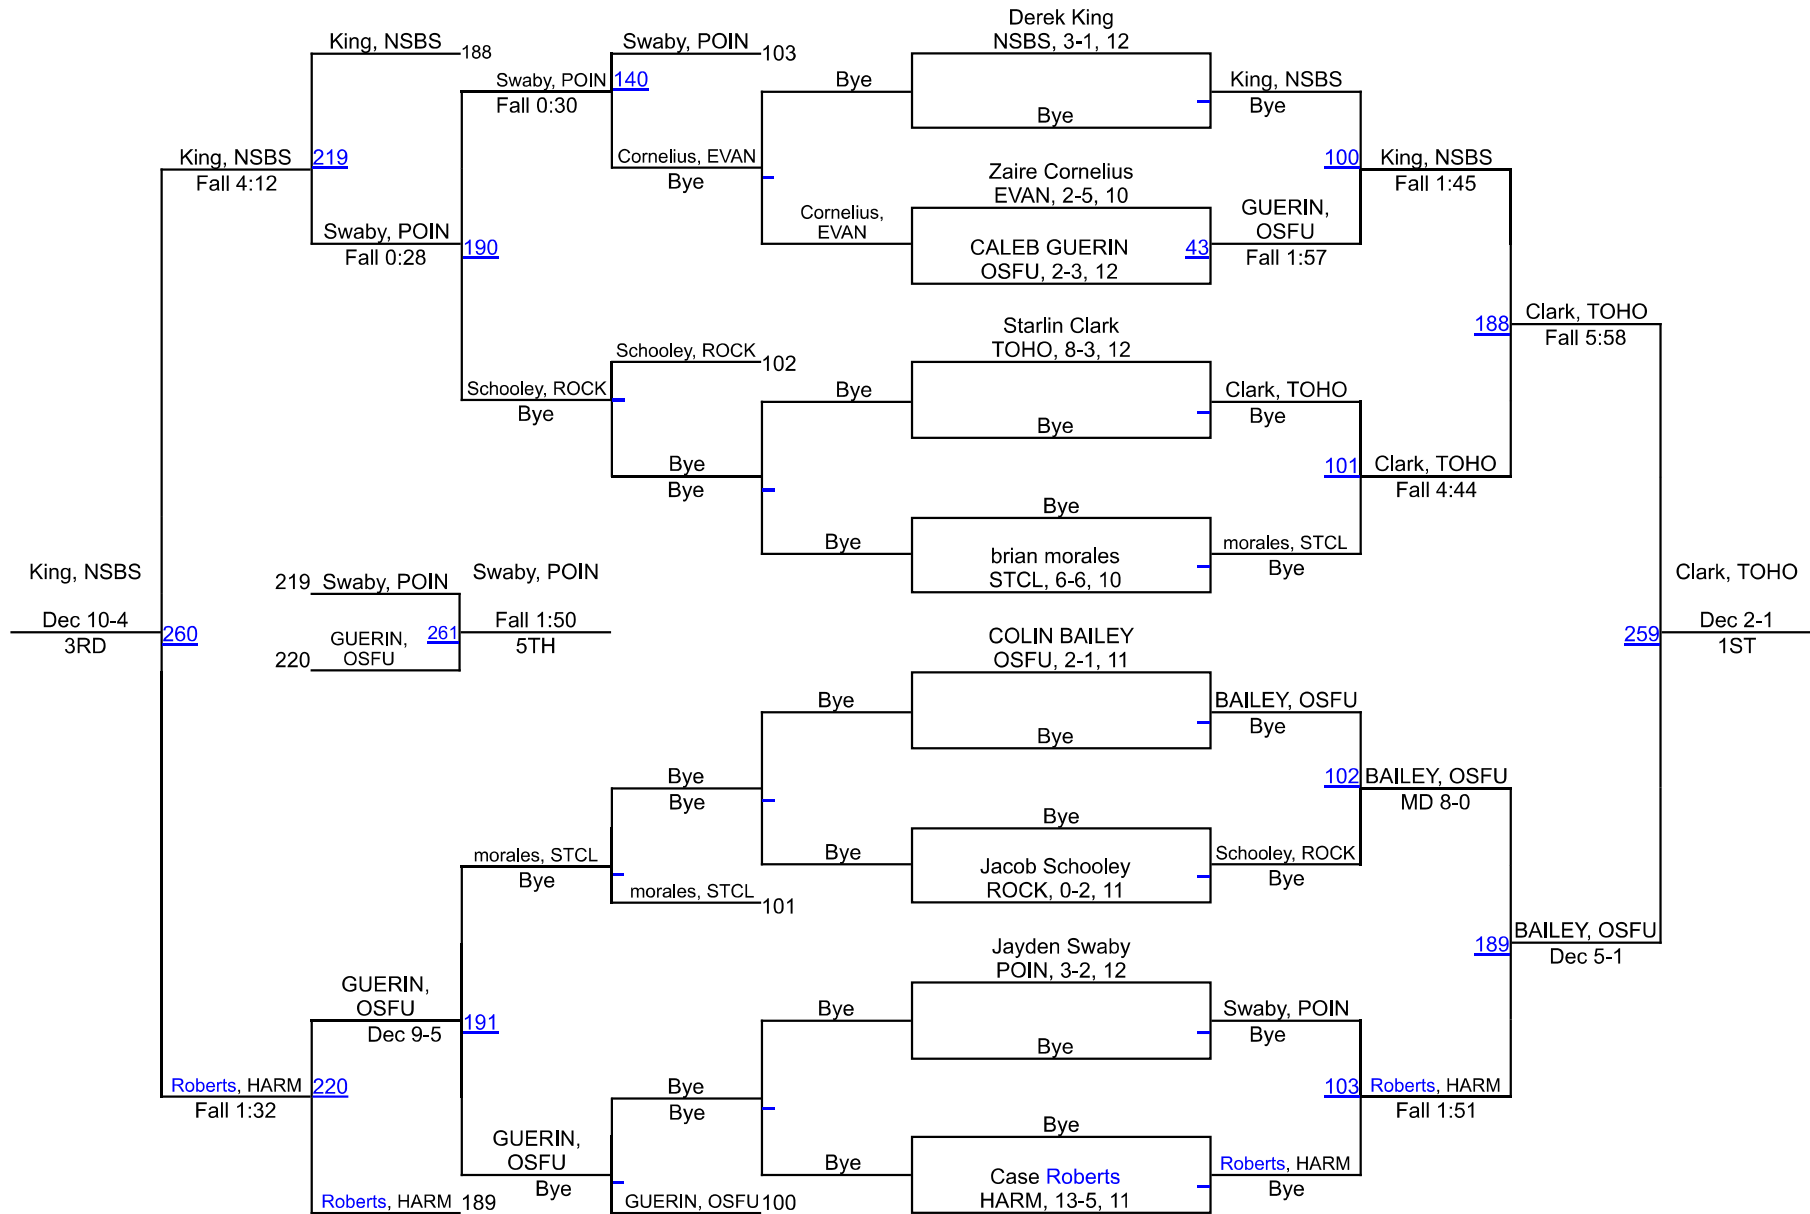 Derek King
King, NSBS
188
Swaby, POIN
103
NSBS, 3-1, 12
Swaby, POIN
140
Fall 0:30
Bye
King, NSBS
Bye
Bye
King, NSBS
219
Fall 4:12
Cornelius, EVAN
Bye
100
King, NSBS
Fall 1:45
Zaire Cornelius
EVAN, 2-5, 10
Cornelius,
EVAN
GUERIN,
OSFU
Swaby, POIN
190
Fall 0:28
CALEB GUERIN
43
OSFU, 2-3, 12
Fall 1:57
Clark, TOHO
188
Fall 5:58
Starlin Clark
TOHO, 8-3, 12
Schooley, ROCK
102
Schooley, ROCK
Bye
Bye
Clark, TOHO
Bye
Bye
Bye
Bye
101
Clark, TOHO
Fall 4:44
Bye
Bye
brian morales
STCL, 6-6, 10
morales, STCL
Bye
King, NSBS
219
Swaby, POIN
Swaby, POIN
Clark, TOHO
Dec 10-4
260
3RD
GUERIN,
OSFU
220
261
Fall 1:50
5TH
259
Dec 2-1
1ST
COLIN BAILEY
OSFU, 2-1, 11
Bye
BAILEY, OSFU
Bye
Bye
Bye
Bye
102
BAILEY, OSFU
MD 8-0
Bye
morales, STCL
Bye
Bye
Jacob Schooley
ROCK, 0-2, 11
Schooley, ROCK
Bye
morales, STCL
101
BAILEY, OSFU
189
Dec 5-1
Jayden Swaby
POIN, 3-2, 12
GUERIN,
OSFU
191
Dec 9-5
Bye
Swaby, POIN
Bye
Bye
Roberts, HARM
220
Fall 1:32
Bye
Bye
103
Roberts, HARM
Fall 1:51
Bye
GUERIN,
OSFU
Bye
Bye
Case Roberts
HARM, 13-5, 11
Roberts, HARM
Bye
Roberts, HARM
189
GUERIN, OSFU
100